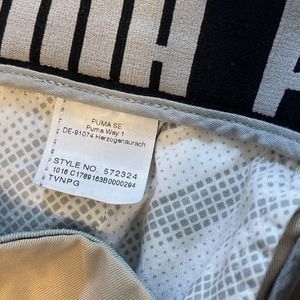 PUMA SE
Puma Way 1
DE-91074 Herzogenaurach
STYLE NO. 572324
1016 C1789163B0000294
TVNPG